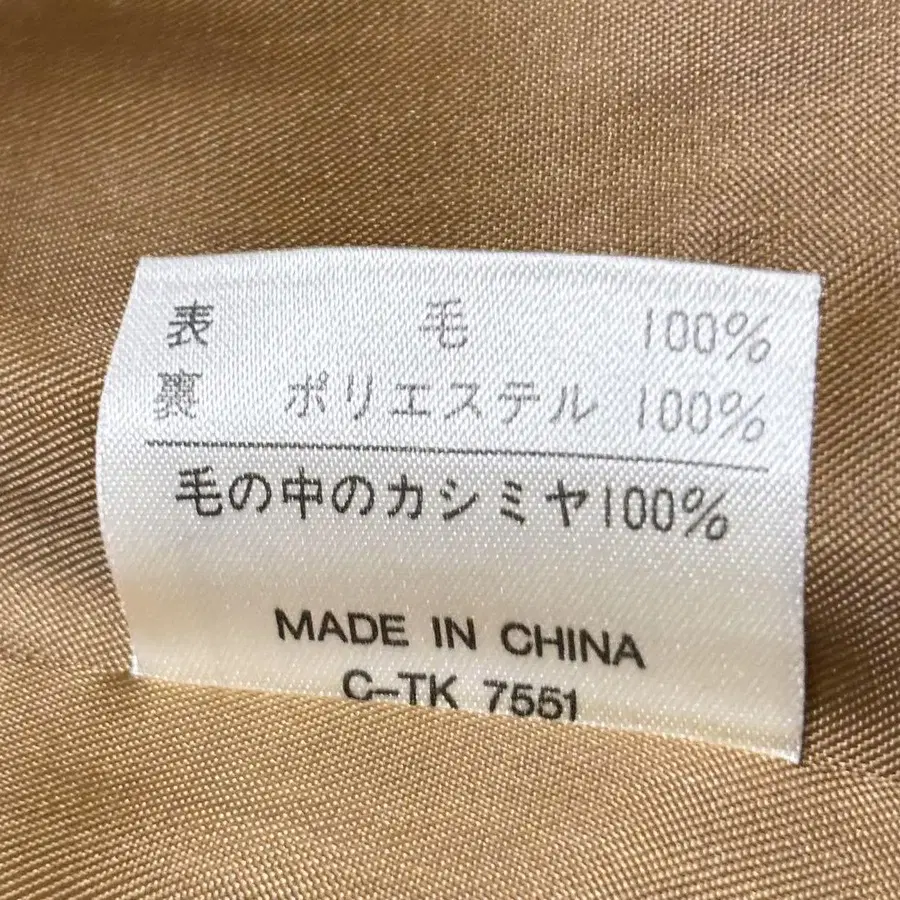 表 毛 100%
裏 ポリエステル 100%
毛の中のカシミヤ100%
MADE IN CHINA
C-TK 7551